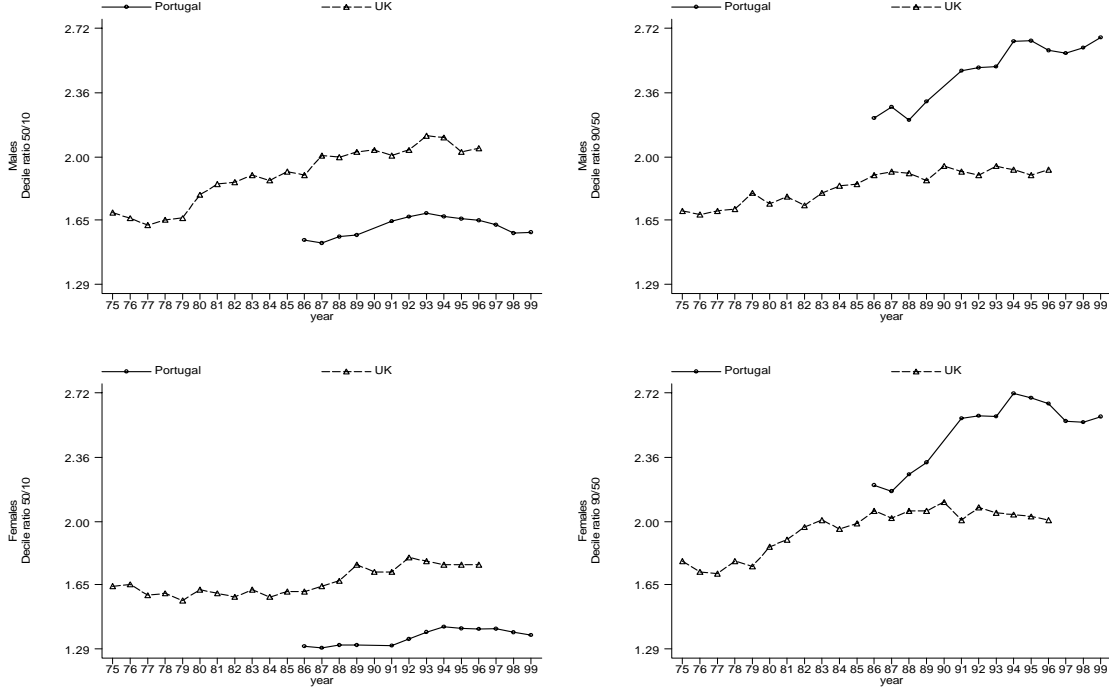 Portugal UK
Males
Decile ratio 50/10
2.72
2.36
2.00
1.65
1.29
75 76 77 78 79 80 81 82 83 84 85 86 87 88 89 90 91 92 93 94 95 96 97 98 99
year
Portugal UK
Males
Decile ratio 90/50
2.72
2.36
2.00
1.65
1.29
75 76 77 78 79 80 81 82 83 84 85 86 87 88 89 90 91 92 93 94 95 96 97 98 99
year
Portugal UK
Females
Decile ratio 50/10
2.72
2.36
2.00
1.65
1.29
75 76 77 78 79 80 81 82 83 84 85 86 87 88 89 90 91 92 93 94 95 96 97 98 99
year
Portugal UK
Females
Decile ratio 90/50
2.72
2.36
2.00
1.65
1.29
75 76 77 78 79 80 81 82 83 84 85 86 87 88 89 90 91 92 93 94 95 96 97 98 99
year